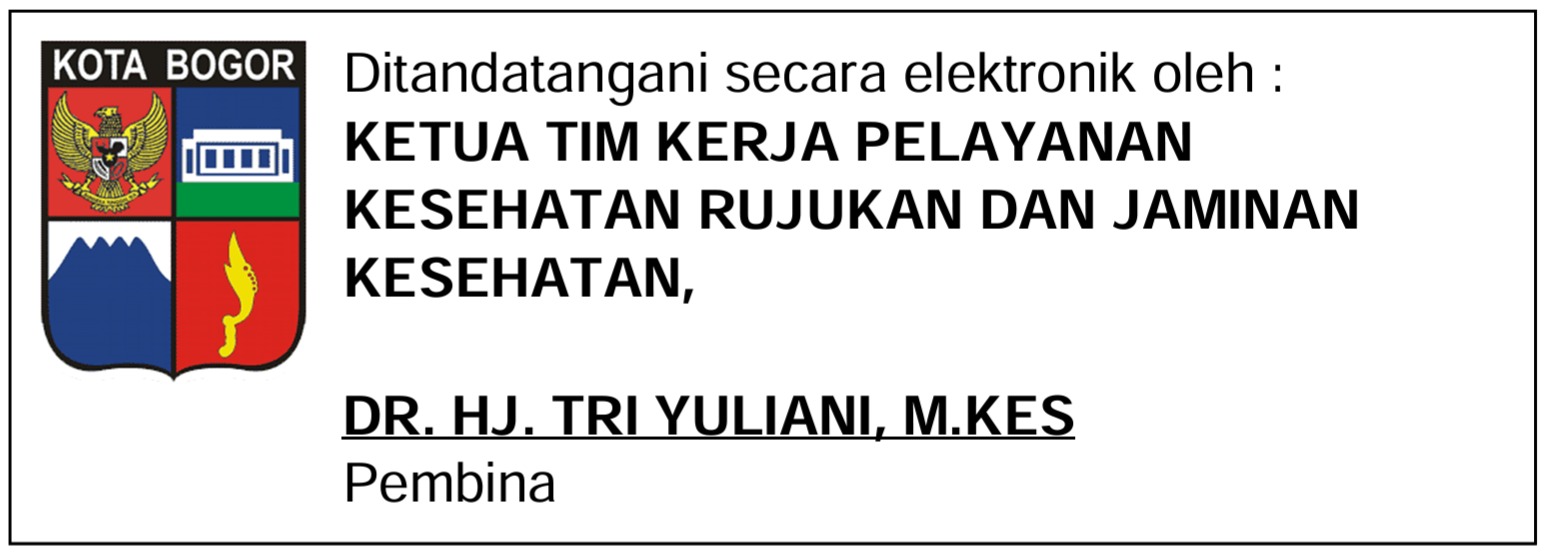 KOTA BOGOR
Ditandatangani secara elektronik oleh :
KETUA TIM KERJA PELAYANAN
KESEHATAN RUJUKAN DAN JAMINAN
KESEHATAN,
DR. HJ. TRI YULIANI, M.KES
Pembina